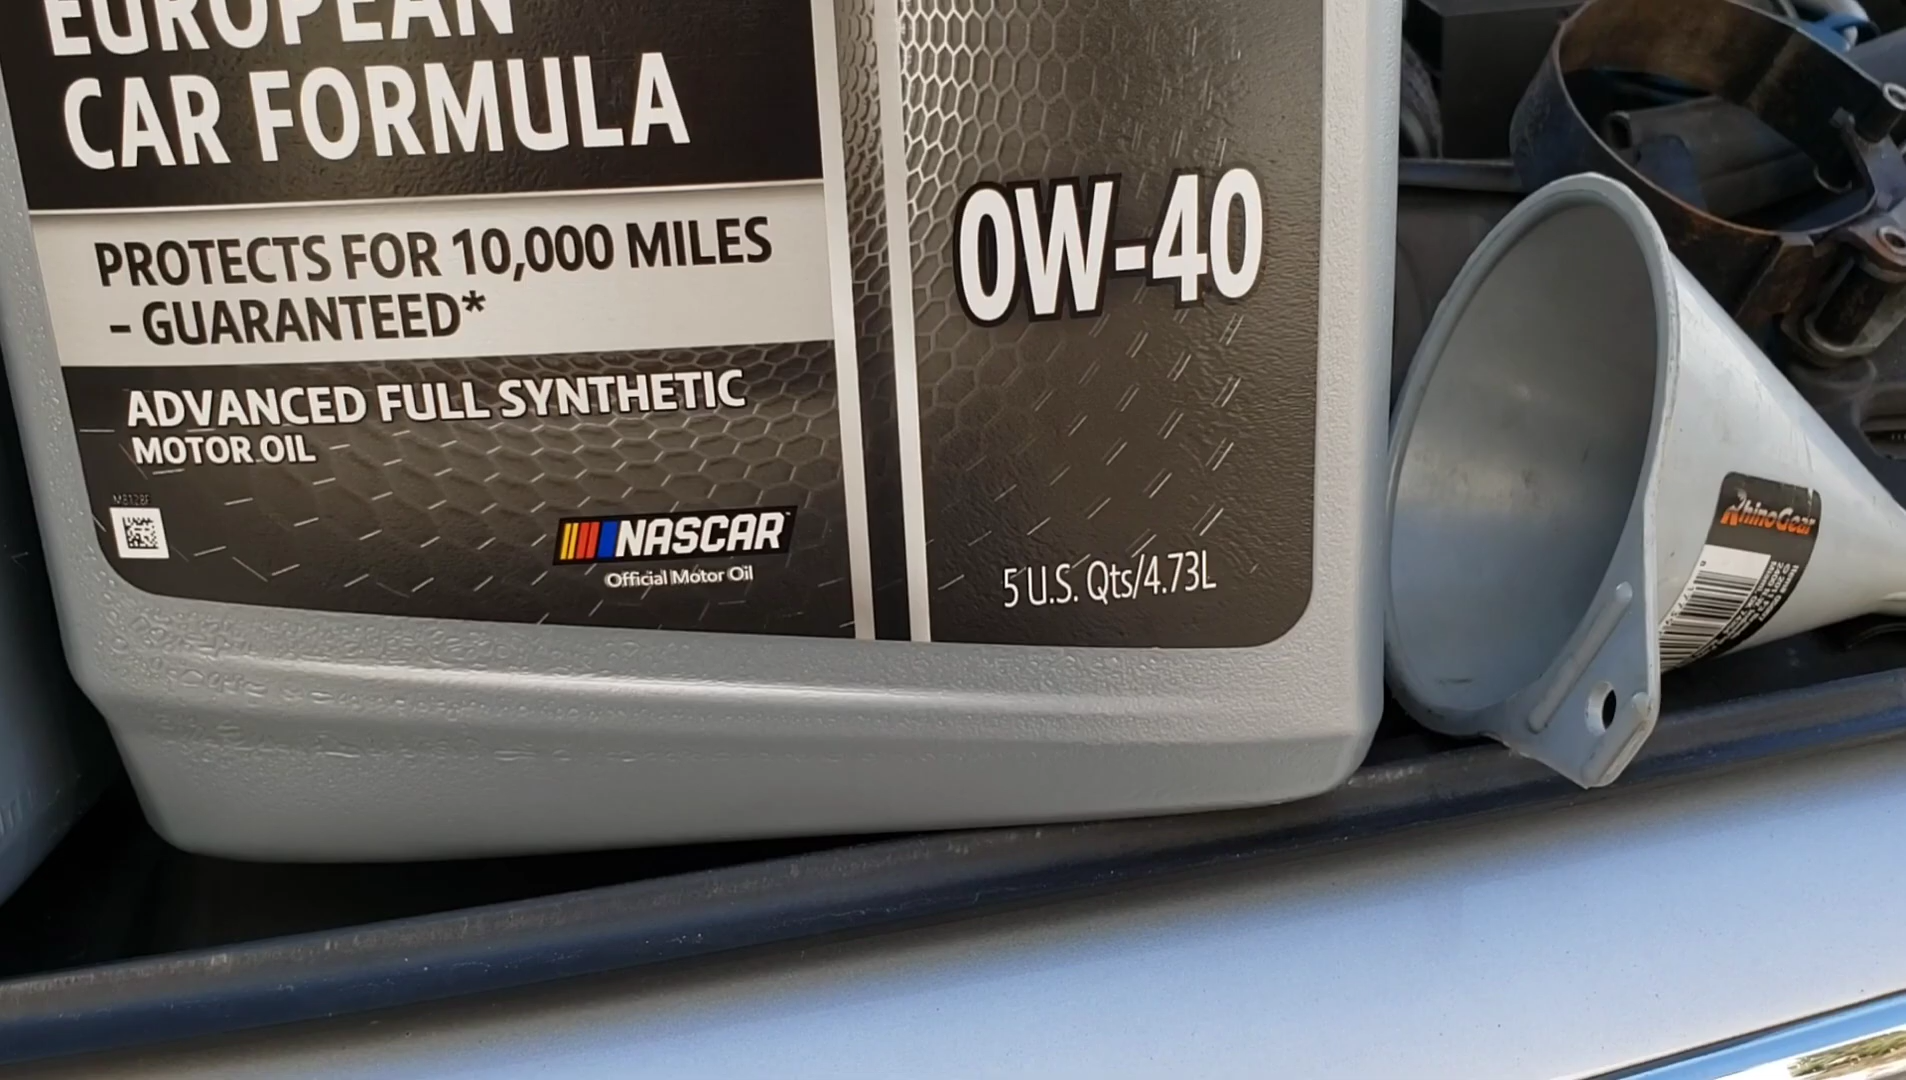 EUROPEAN
CAR FORMULA
PROTECTS FOR 10,000 MILES
– GUARANTEED*
ADVANCED FULL SYNTHETIC
MOTOR OIL
NASCAR
Official Motor Oil
0W-40
5 U.S. Qts/4.73L
RhinoGear